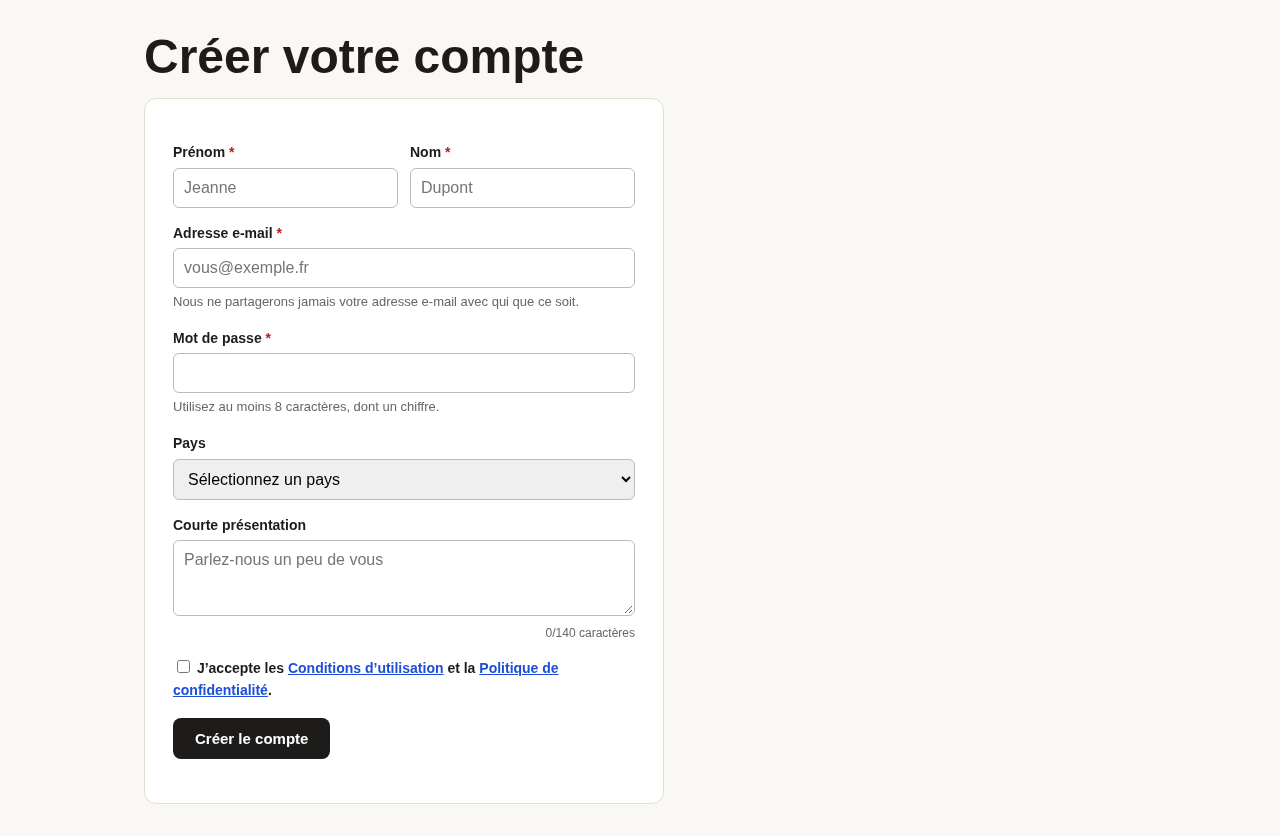 Créer votre compte
Prénom * Nom *
Jeanne Dupont
Adresse e-mail *
vous@exemple.fr
Nous ne partagerons jamais votre adresse e-mail avec qui que ce soit.
Mot de passe *
Utilisez au moins 8 caractères, dont un chiffre.
Pays
Sélectionnez un pays
Courte présentation
Parlez-nous un peu de vous
0/140 caractères
J’accepte les Conditions d’utilisation et la Politique de
confidentialité.
Créer le compte